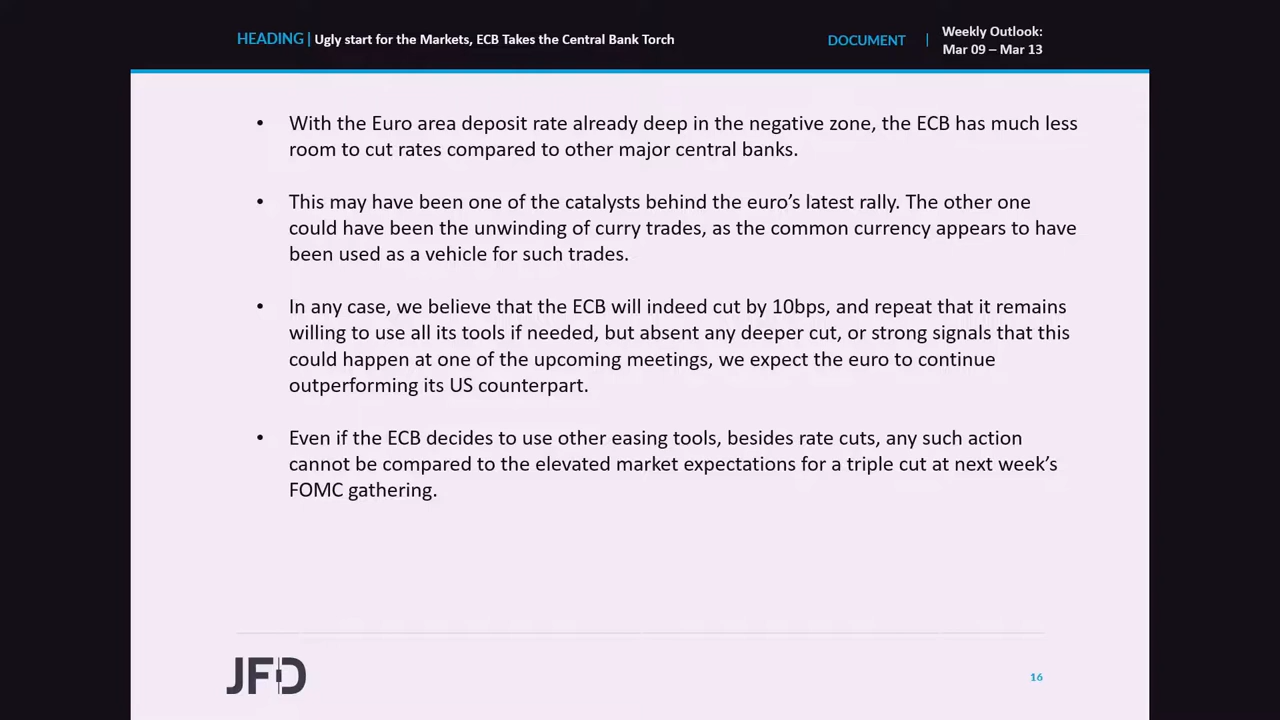 HEADING | Ugly start for the Markets, ECB Takes the Central Bank Torch
DOCUMENT | Weekly Outlook:
Mar 09 – Mar 13
• With the Euro area deposit rate already deep in the negative zone, the ECB has much less
room to cut rates compared to other major central banks.
• This may have been one of the catalysts behind the euro’s latest rally. The other one
could have been the unwinding of curry trades, as the common currency appears to have
been used as a vehicle for such trades.
• In any case, we believe that the ECB will indeed cut by 10bps, and repeat that it remains
willing to use all its tools if needed, but absent any deeper cut, or strong signals that this
could happen at one of the upcoming meetings, we expect the euro to continue
outperforming its US counterpart.
• Even if the ECB decides to use other easing tools, besides rate cuts, any such action
cannot be compared to the elevated market expectations for a triple cut at next week’s
FOMC gathering.
JFD
16